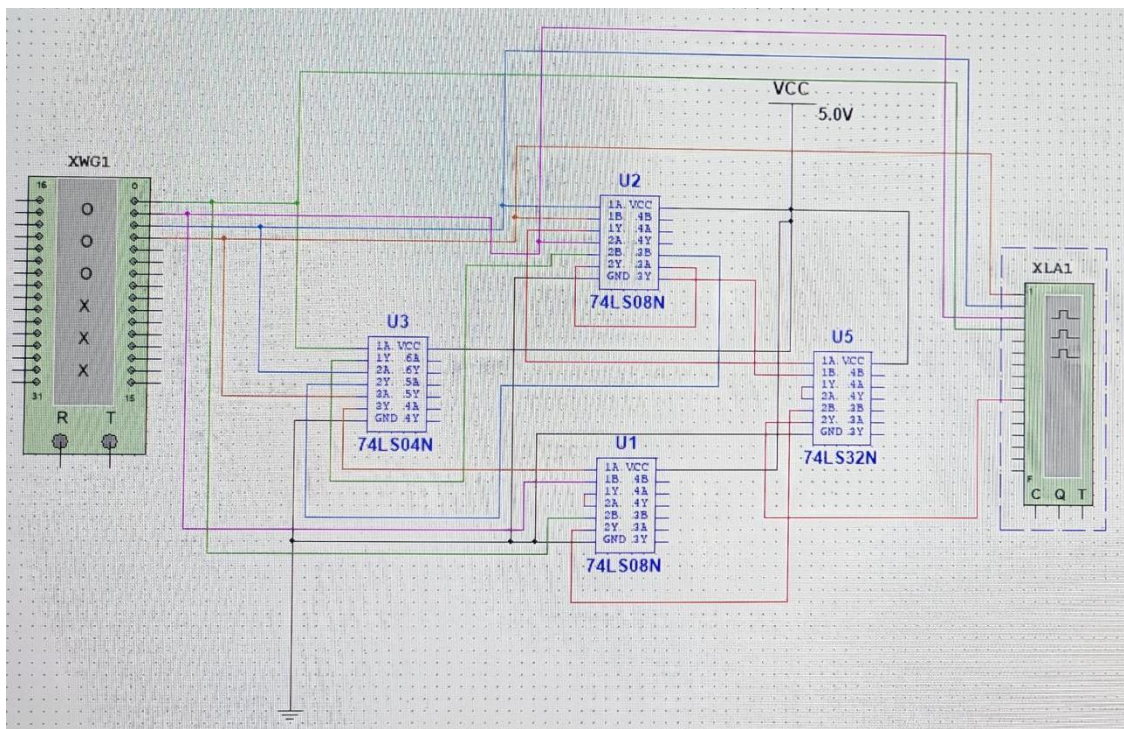 VCC
5.0V
XWG1
16 0
O
O
O
X
X
X
31 15
R T
U2
1A VCC
1B 4B
1Y 4A
2A 4Y
2B 3B
2Y 3A
GND 3Y
74LS08N
XLA1
1
F
C Q T
U3
1A VCC
1Y 6A
2A 6Y
2Y 5A
3A 5Y
3Y 4A
GND 4Y
74LS04N
U5
1A VCC
1B 4B
1Y 4A
2A 4Y
2B 3B
2Y 3A
GND 3Y
74LS32N
U1
1A VCC
1B 4B
1Y 4A
2A 4Y
2B 3B
2Y 3A
GND 3Y
74LS08N